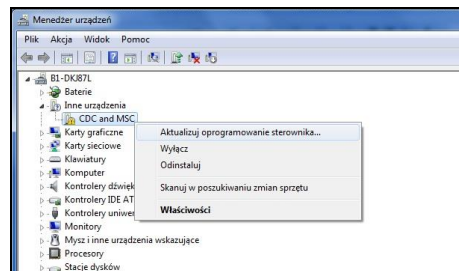 Menedżer urządzeń
Plik Akcja Widok Pomoc
B1-DKJ87L
Baterie
Inne urządzenia
CDC and MSC
Karty graficzne
Karty sieciowe
Klawiatury
Komputer
Kontrolery dźwięk
Kontrolery IDE AT
Kontrolery uniwer
Monitory
Mysz i inne urządzenia wskazujące
Procesory
Stacje dysków
Aktualizuj oprogramowanie sterownika...
Wyłącz
Odinstaluj
Skanuj w poszukiwaniu zmian sprzętu
Właściwości